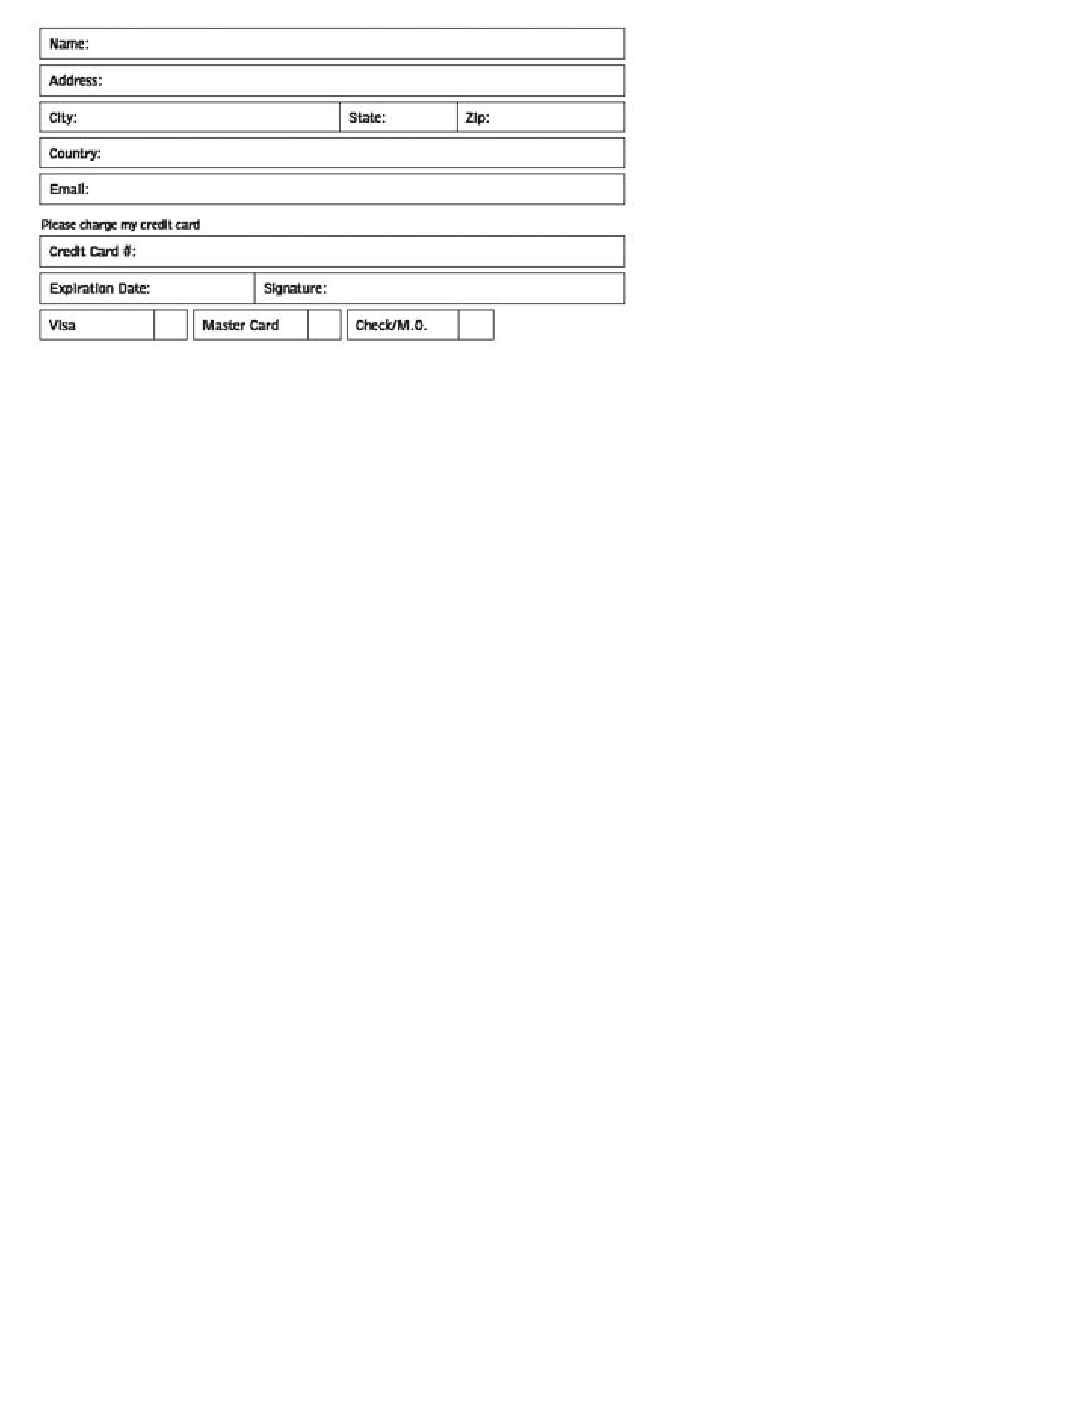 Name:
Address:
City: State: Zip:
Country:
Email:
Please charge my credit card
Credit Card #:
Expiration Date: Signature:
Visa Master Card Check/M.O.